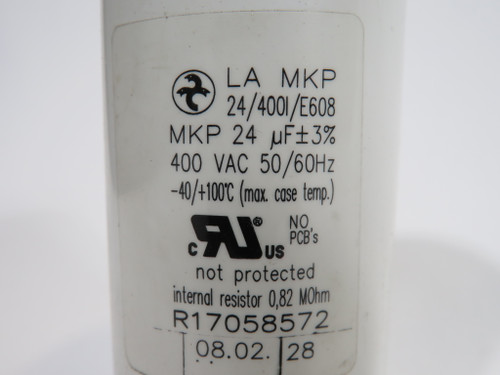 LA MKP
24/400I/E608
MKP 24 µF±3%
400 VAC 50/60Hz
-40/+100°C (max. case temp.)
c RU ® US NO PCB's
not protected
internal resistor 0,82 MOhm
R17058572
08.02. 28